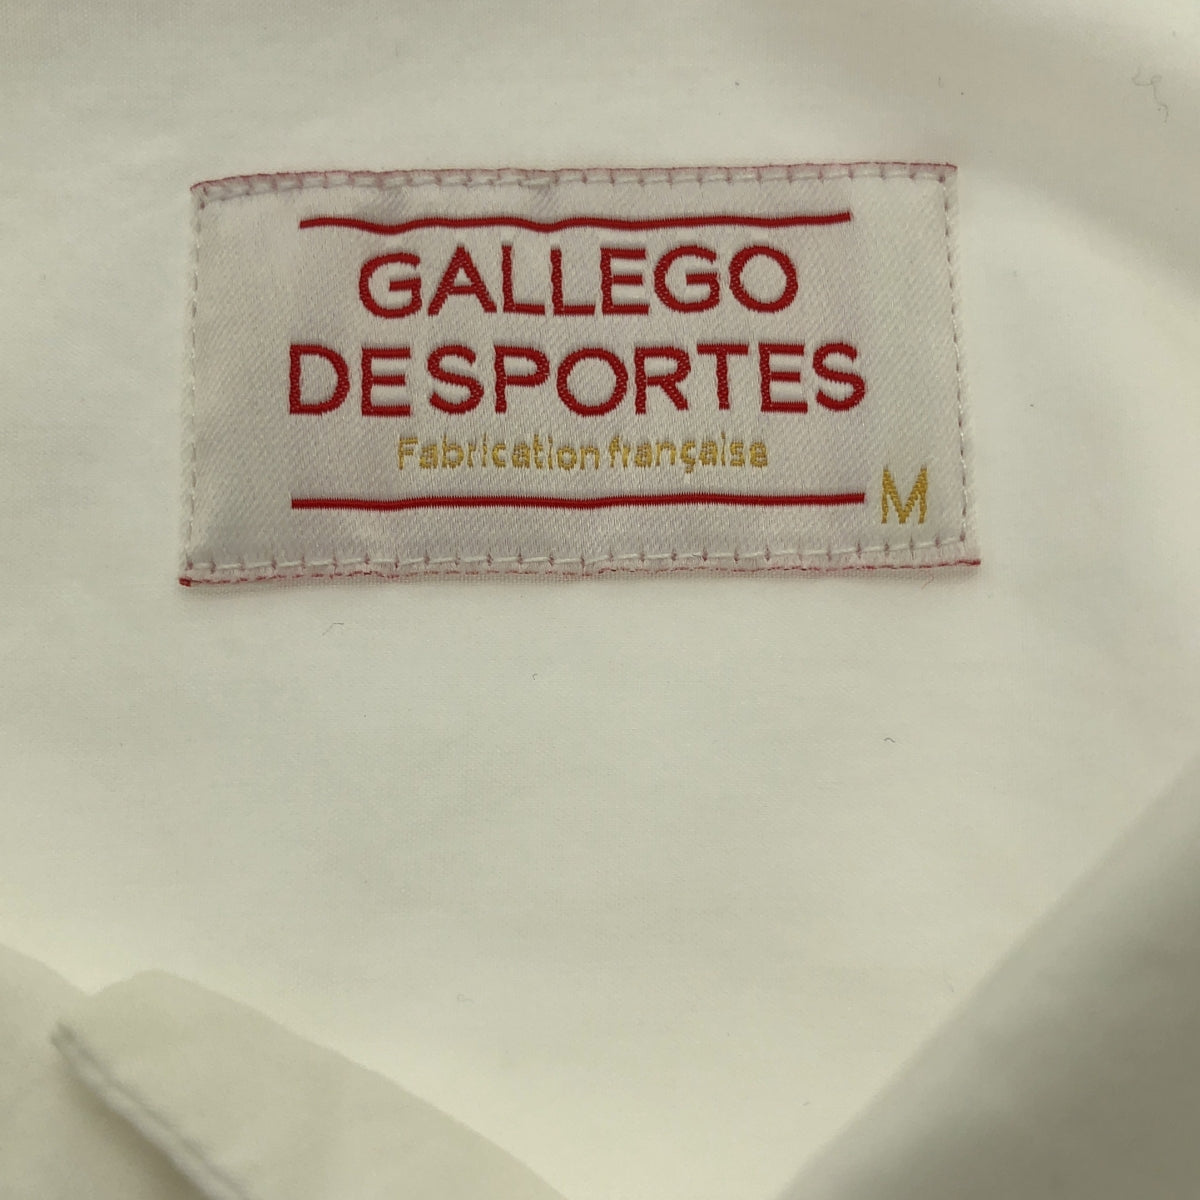 GALLEGO
DESPORTES
Fabrication française
M